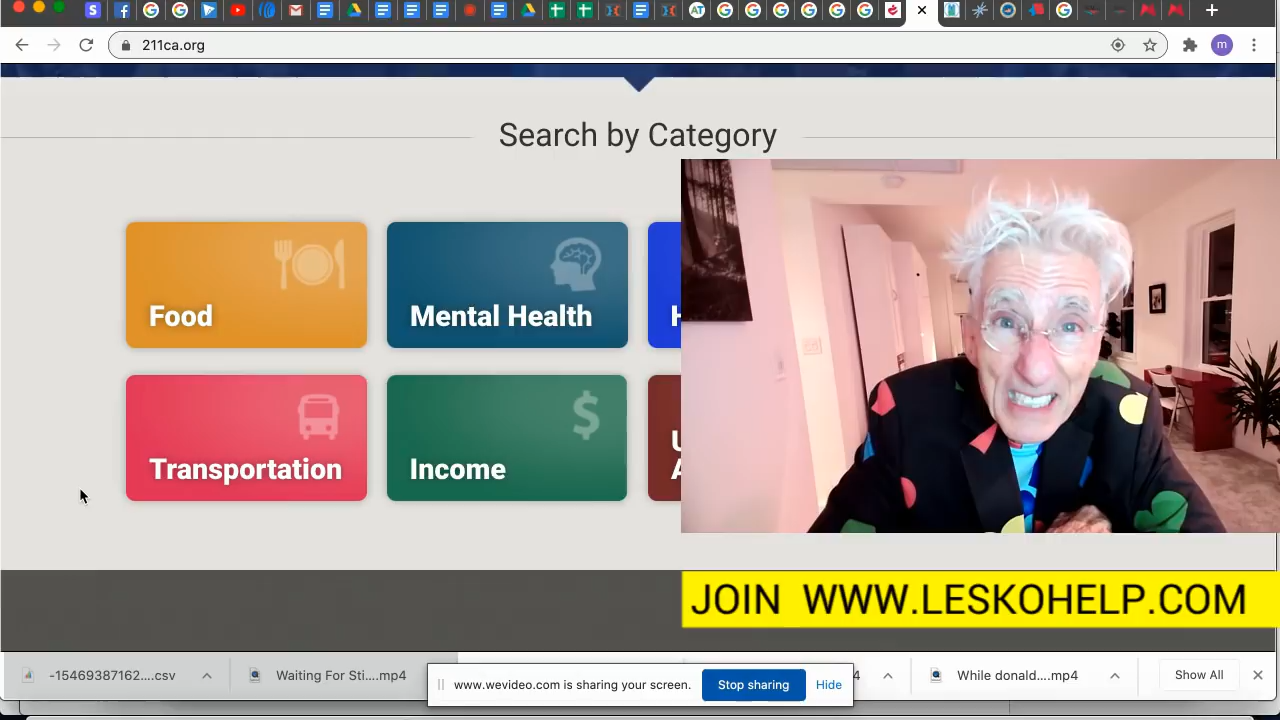 211ca.org
m
Search by Category
Food
Mental Health
H
Transportation
Income
U
A
JOIN WWW.LESKOHELP.COM
-15469387162....csv
Waiting For Sti....mp4
4
While donald....mp4
Show All
www.wevideo.com is sharing your screen.
Stop sharing
Hide